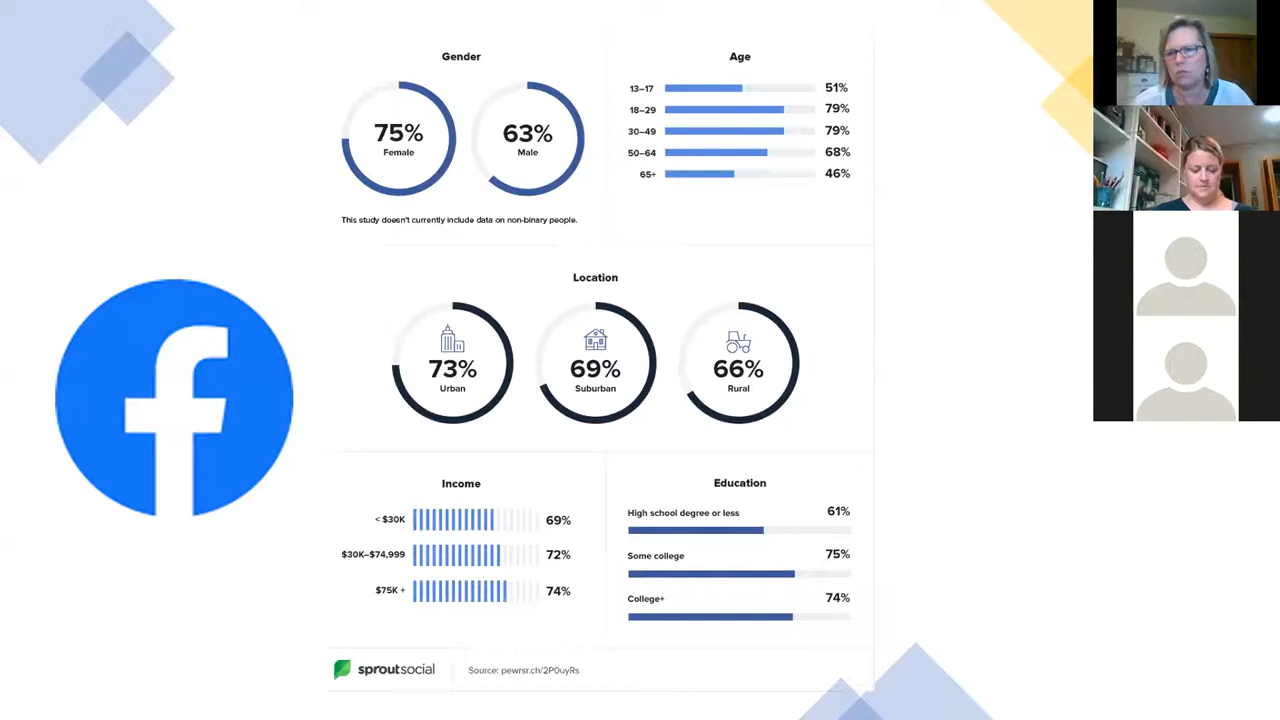 Gender
75%
Female
63%
Male
This study doesn't currently include data on non-binary people.
Age
13–17 51%
18–29 79%
30–49 79%
50–64 68%
65+ 46%
Location
73%
Urban
69%
Suburban
66%
Rural
Income
< $30K 69%
$30K–$74,999 72%
$75K + 74%
Education
High school degree or less 61%
Some college 75%
College+ 74%
sproutsocial
Source: pewrsr.ch/2P0uyRs